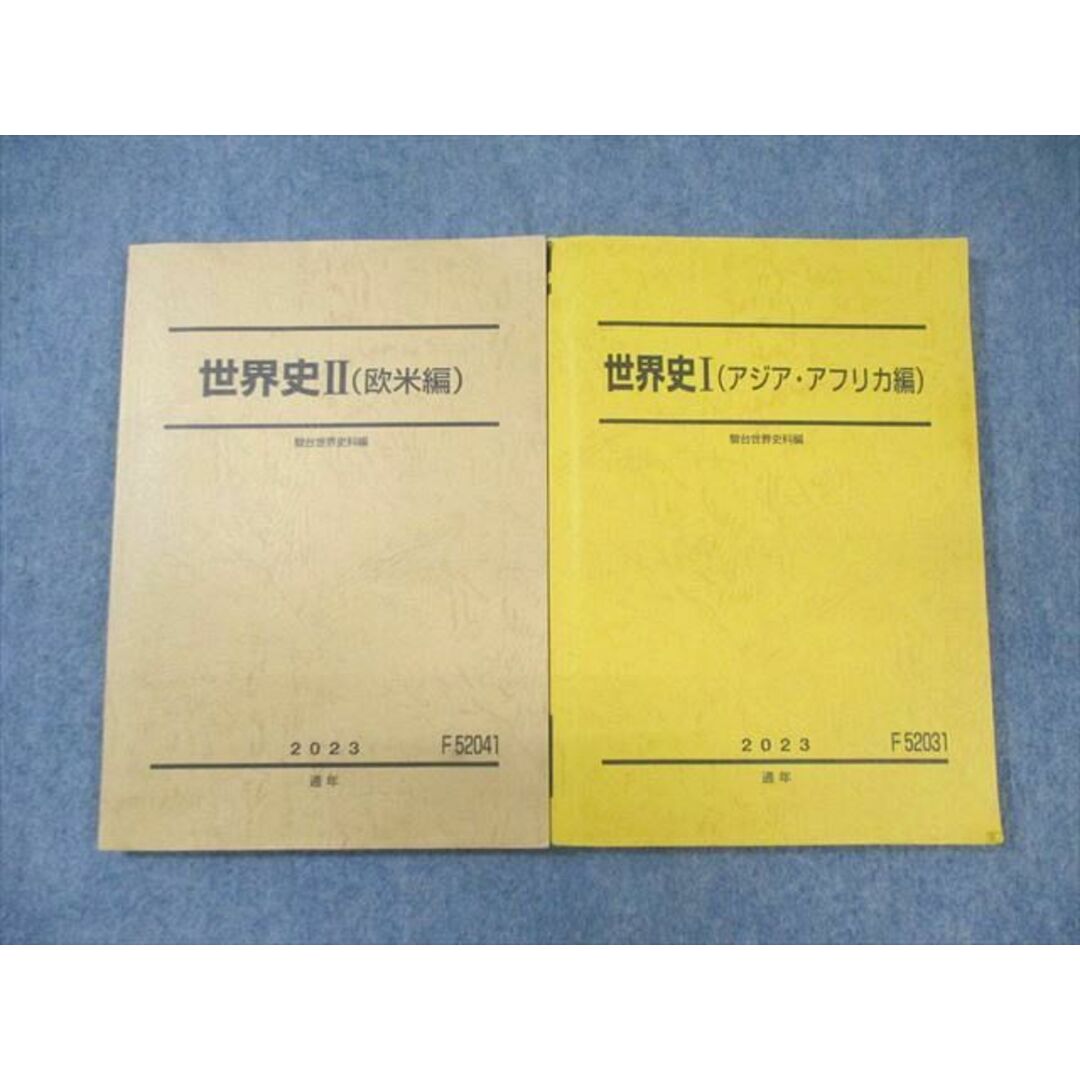 世界史Ⅱ(欧米編)
駿台世界史科編
2023 F52041
通年
世界史Ⅰ(アジア・アフリカ編)
駿台世界史科編
2023 F52031
通年